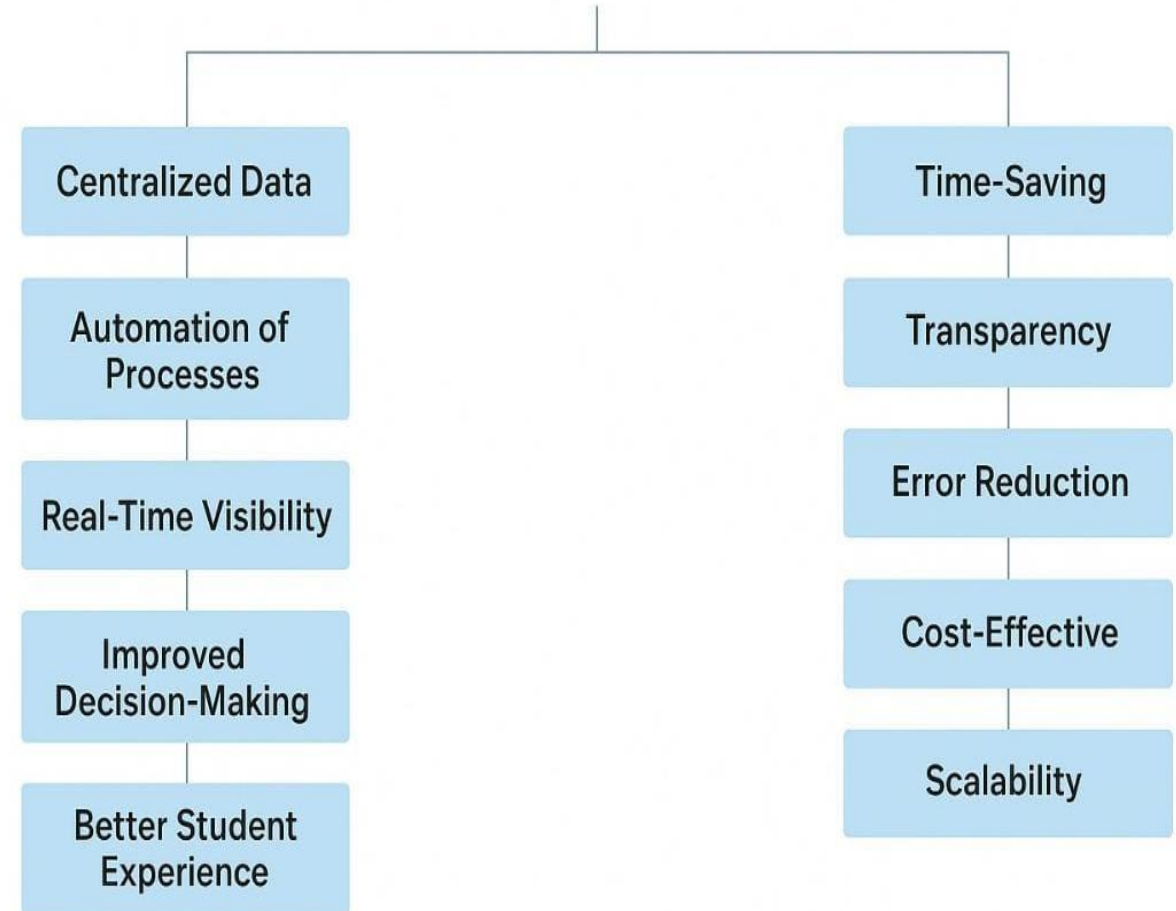 Centralized Data
Automation of
Processes
Real-Time Visibility
Improved
Decision-Making
Better Student
Experience
Time-Saving
Transparency
Error Reduction
Cost-Effective
Scalability